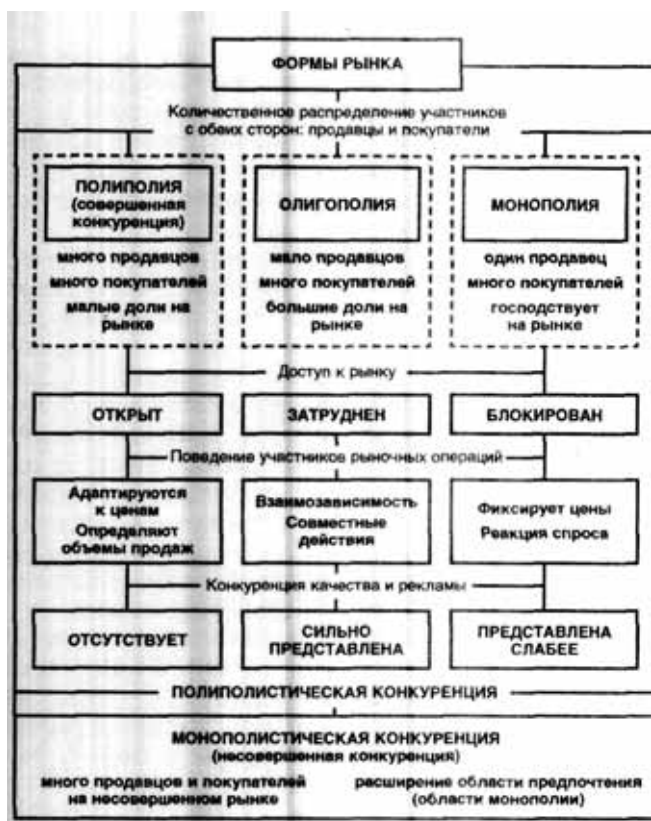 ФОРМЫ РЫНКА
Количественное распределение участников
с обеих сторон: продавцы и покупатели
ПОЛИПОЛИЯ
(совершенная
конкуренция)
много продавцов
много покупателей
малые доли на
рынке
ОЛИГОПОЛИЯ
мало продавцов
много покупателей
большие доли на
рынке
МОНОПОЛИЯ
один продавец
много покупателей
господствует
на рынке
Доступ к рынку
ОТКРЫТ
ЗАТРУДНЕН
БЛОКИРОВАН
Поведение участников рыночных операций
Адаптируются
к ценам
Определяют
объемы продаж
Взаимозависимость
Совместные
действия
Фиксирует цены
Реакция спроса
Конкуренция качества и рекламы
ОТСУТСТВУЕТ
СИЛЬНО
ПРЕДСТАВЛЕНА
ПРЕДСТАВЛЕНА
СЛАБЕЕ
ПОЛИПОЛИСТИЧЕСКАЯ КОНКУРЕНЦИЯ
МОНОПОЛИСТИЧЕСКАЯ КОНКУРЕНЦИЯ
(несовершенная конкуренция)
много продавцов и покупателей
на несовершенном рынке
расширение области предпочтения
(области монополии)